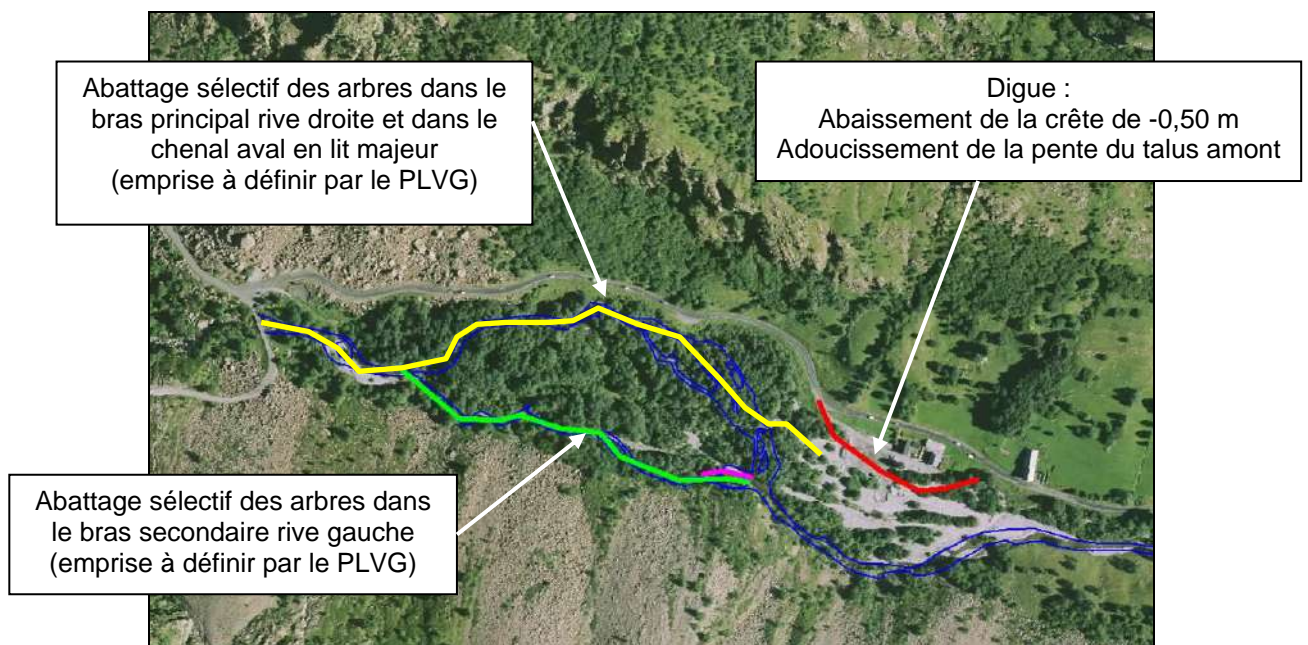 Abattage sélectif des arbres dans le
bras principal rive droite et dans le
chenal aval en lit majeur
(emprise à définir par le PLVG)
Digue :
Abaissement de la crête de -0,50 m
Adoucissement de la pente du talus amont
Abattage sélectif des arbres dans
le bras secondaire rive gauche
(emprise à définir par le PLVG)